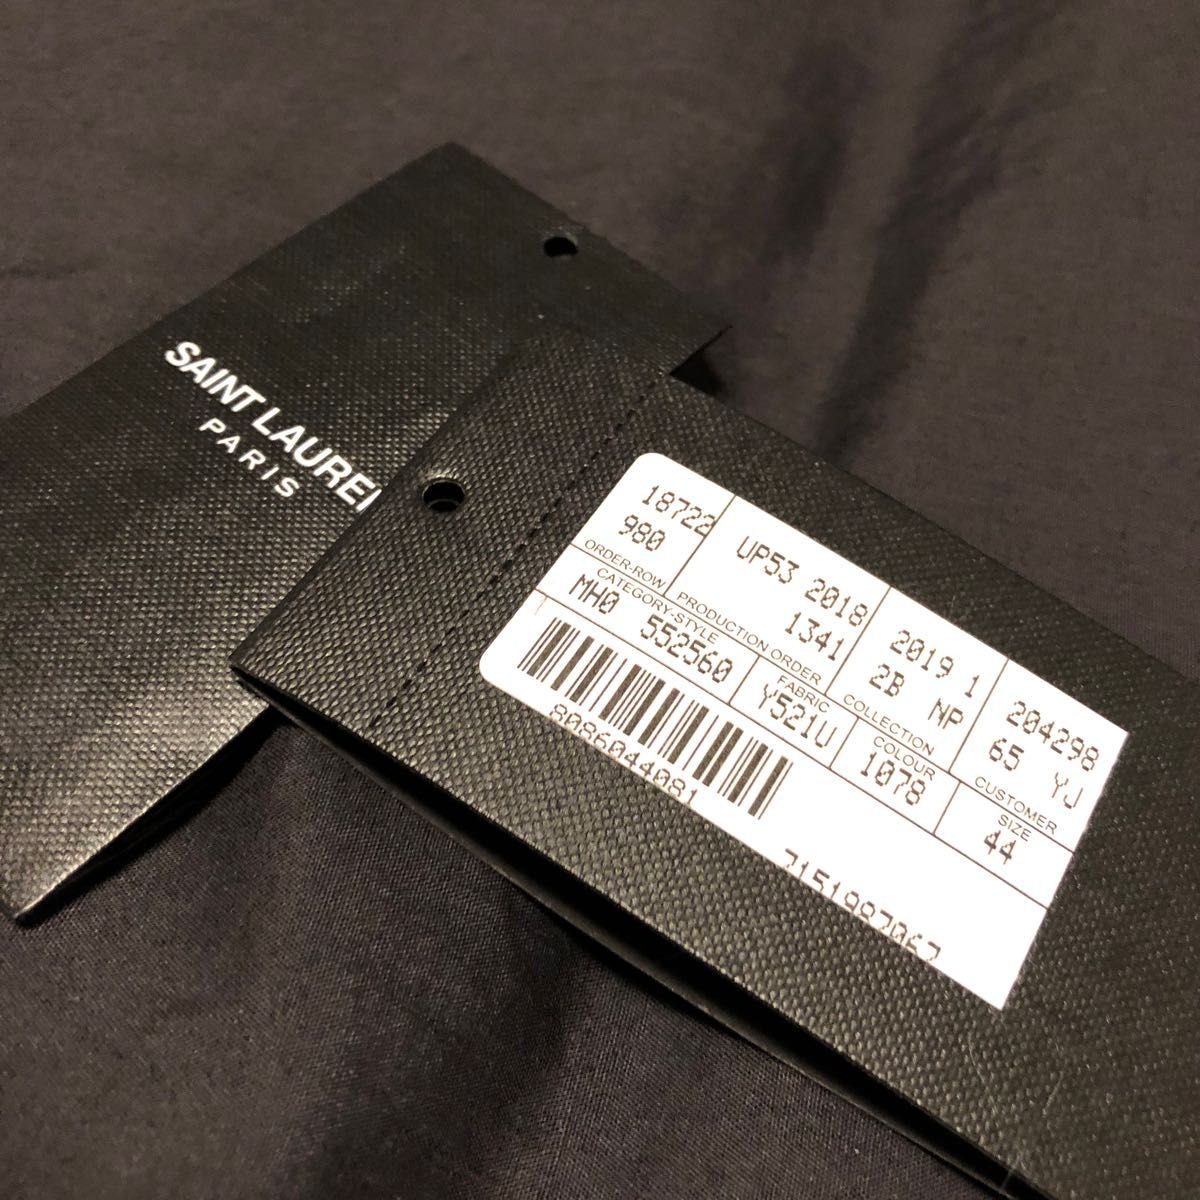 SAINT LAUREN
PARIS
18722
980
ORDER-ROW
UP53 2018
1341
PRODUCTION ORDER
2019 1
2B NP
COLLECTION
204298
65 YJ
CUSTOMER
CATEGORY-STYLE
MH0 552560
FABRIC
Y521U
COLOUR
1078
SIZE
44
8086044081
7151987067